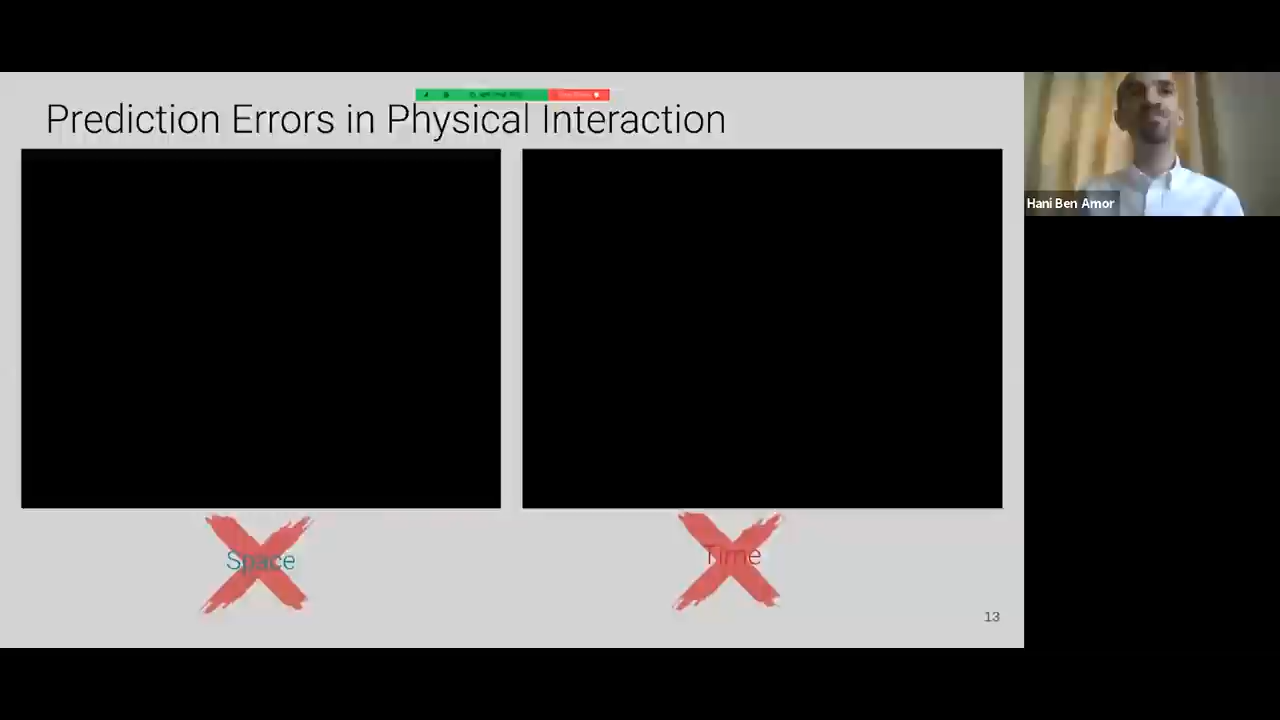 Prediction Errors in Physical Interaction
Hani Ben Amor
Space
Time
13